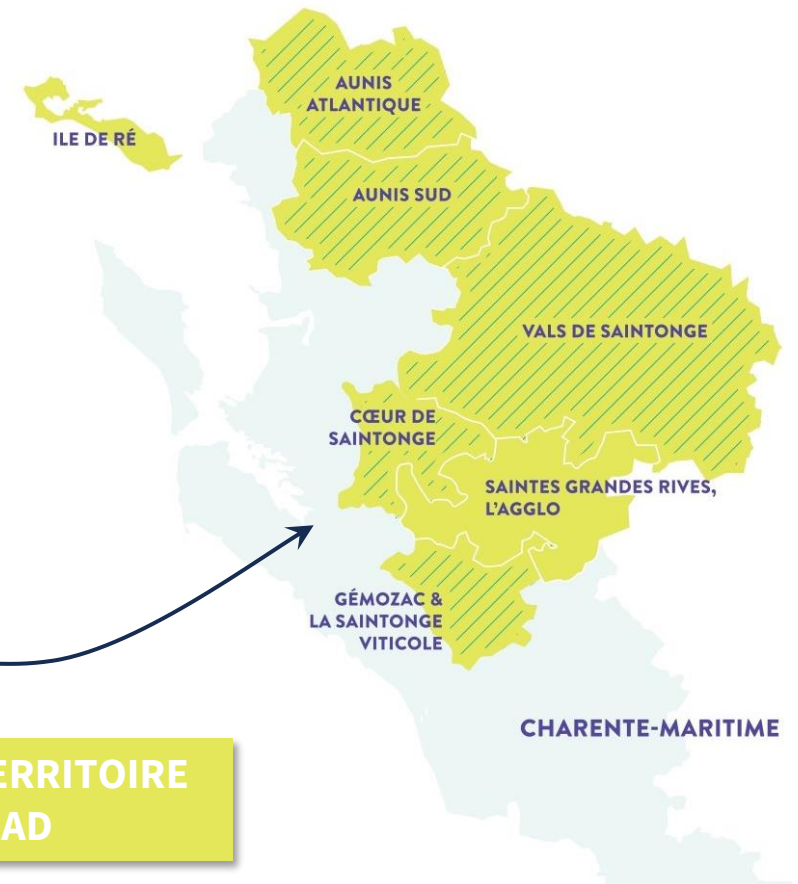 AUNIS
ATLANTIQUE
ILE DE RÉ
AUNIS SUD
VALS DE SAINTONGE
CŒUR DE
SAINTONGE
SAINTES GRANDES RIVES,
L’AGGLO
GÉMOZAC &
LA SAINTONGE
VITICOLE
CHARENTE-MARITIME
ERRITOIRE
AD